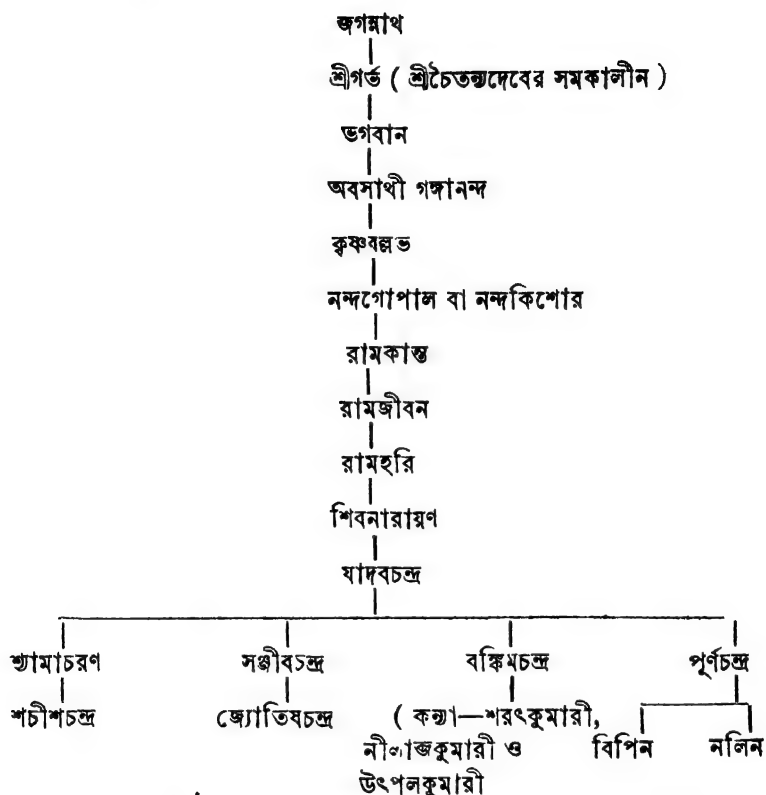 জগন্নাথ
শ্রীগর্ভ ( শ্রীচৈতন্যদেবের সমকালীন )
ভগবান
অবসাথী গঙ্গানন্দ
কৃষ্ণবল্লভ
নন্দগোপাল বা নন্দকিশোর
রামকান্ত
রামজীবন
রামহরি
শিবনারায়ণ
যাদবচন্দ্র
শ্যামাচরণ সঞ্জীবচন্দ্র বঙ্কিমচন্দ্র পূর্ণচন্দ্র
শচীশচন্দ্র জ্যোতিষচন্দ্র ( কন্যা—শরৎকুমারী,
নীলাব্জকুমারী ও বিপিন নলিন
উৎপলকুমারী